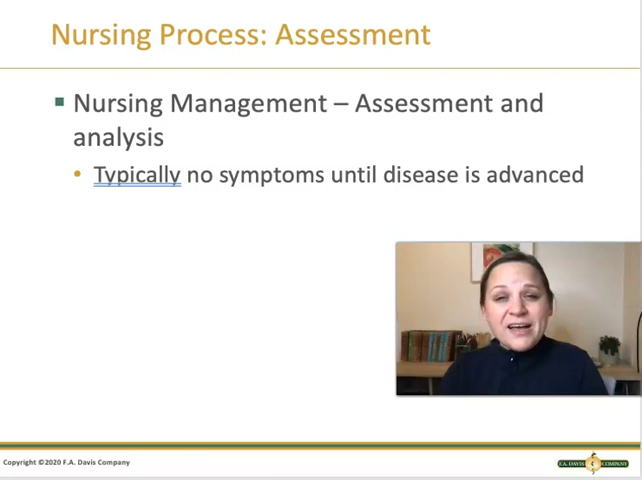 Nursing Process: Assessment
Nursing Management – Assessment and
analysis
Typically no symptoms until disease is advanced
Copyright ©2020 F.A. Davis Company
F.A. DAVIS COMPANY